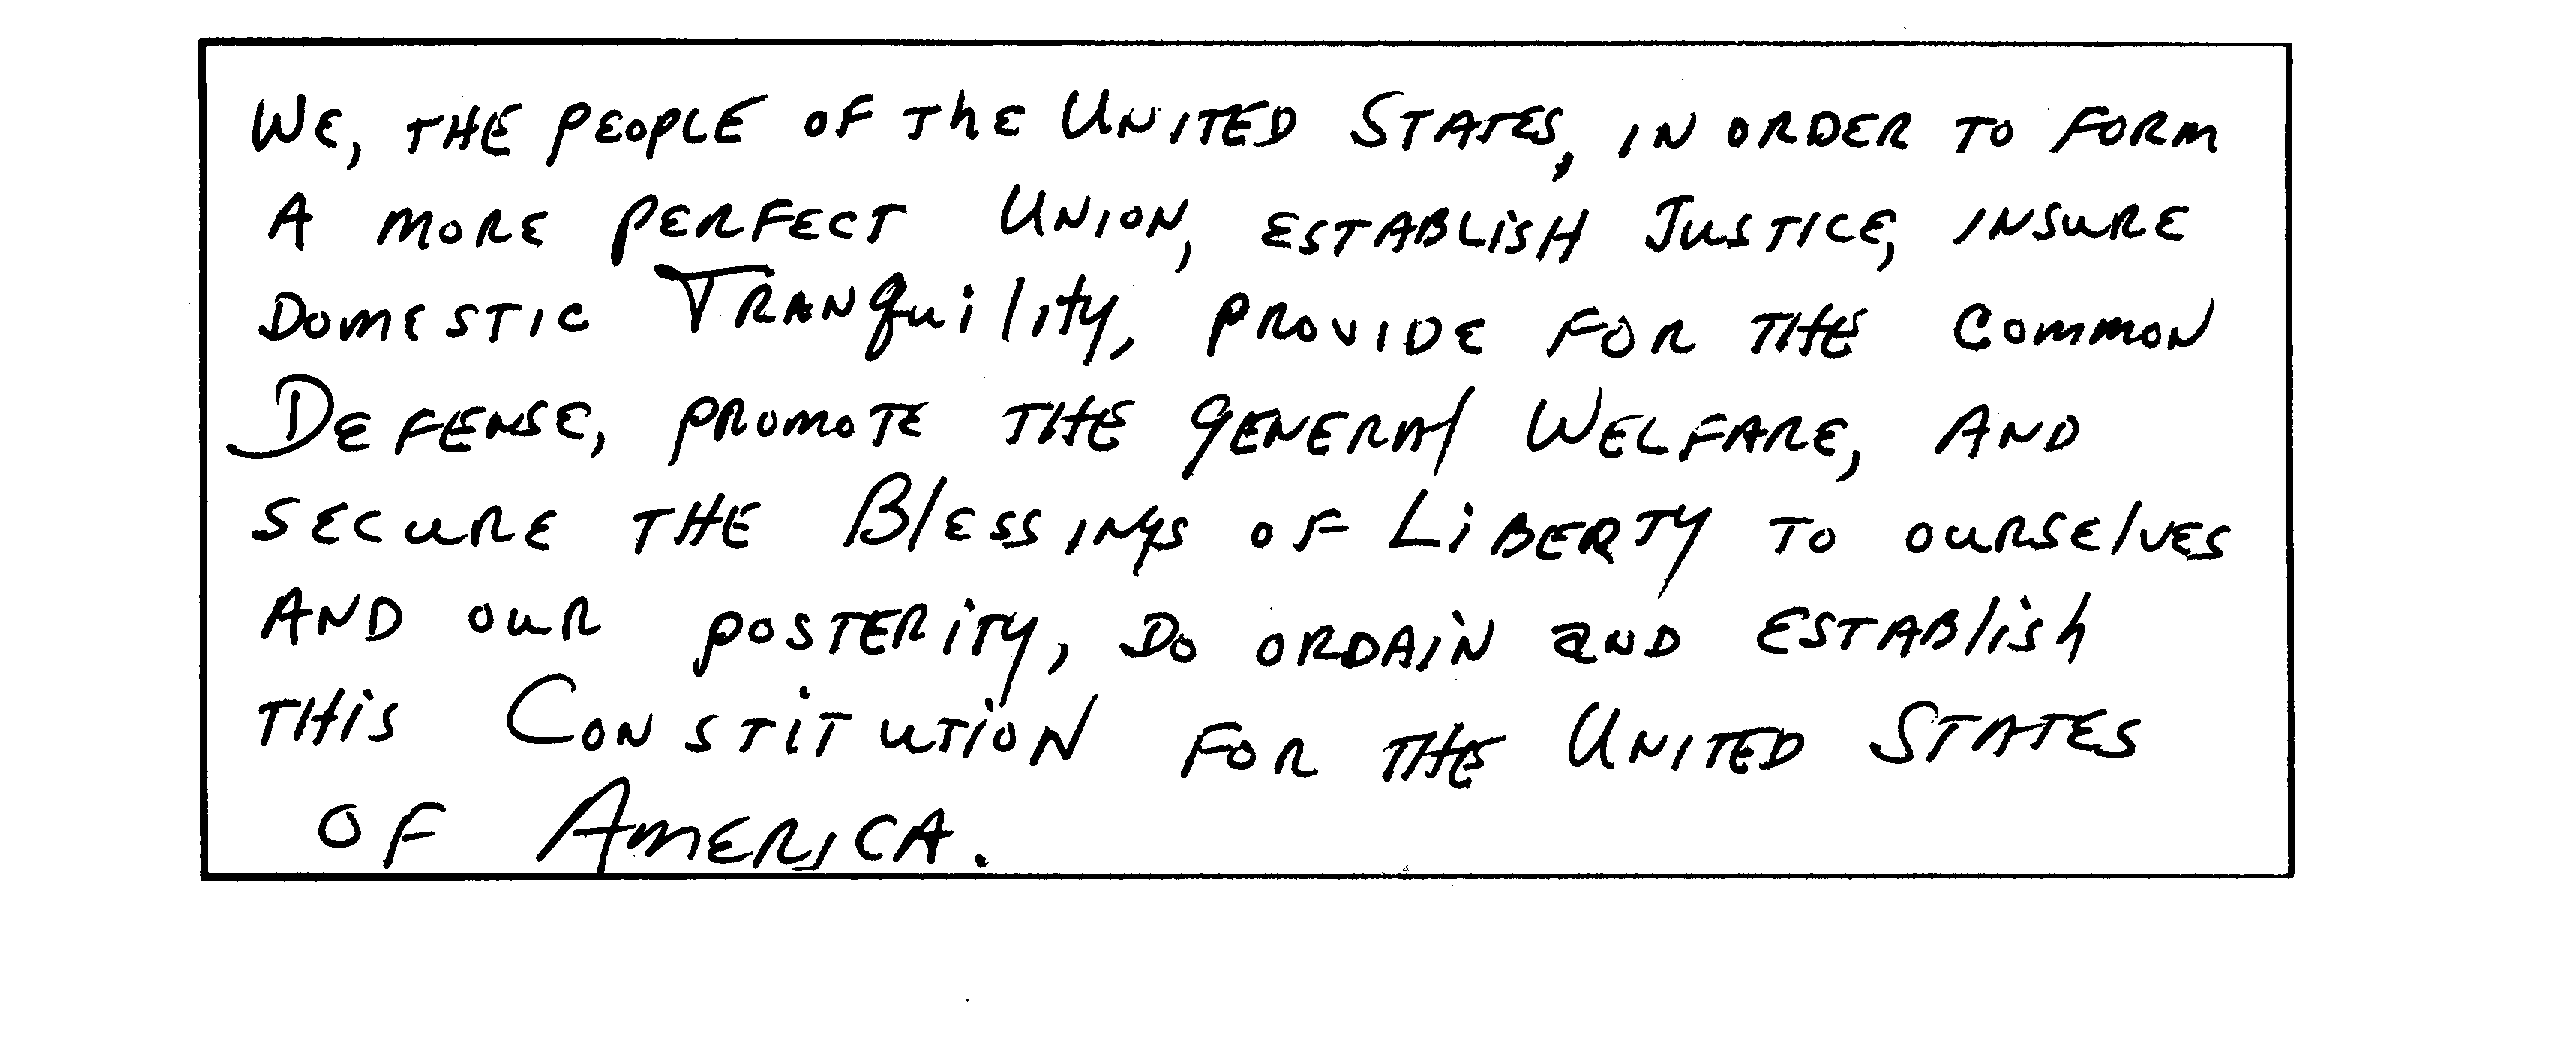 We, THE PEOPLE OF The UNITED STATES, IN ORDER TO FORM
A MORE PERFECT UNION, ESTABLISH JUSTICE, INSURE
DOMESTIC TRANquility, PROVIDE FOR THE COMMON
DEFENSE, PROMOTE THE GENERAl WELFARE, AND
SECURE THE BlESSINgS OF LiBERTY TO OURSElVES
AND OUR POSTERiTY, DO ORDAiN aND ESTABlish
THiS CONSTiTUTiON FOR THE UNITED STATES
OF AMERICA.